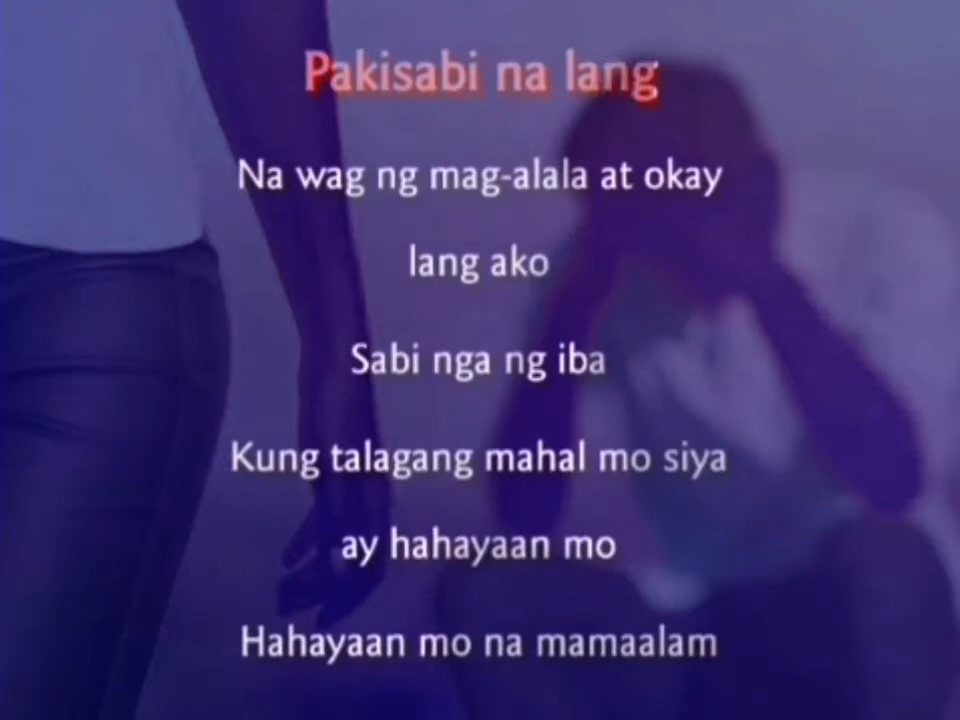 Pakisabi na lang
Na wag ng mag-alala at okay
lang ako
Sabi nga ng iba
Kung talagang mahal mo siya
ay hahayaan mo
Hahayaan mo na mamaalam